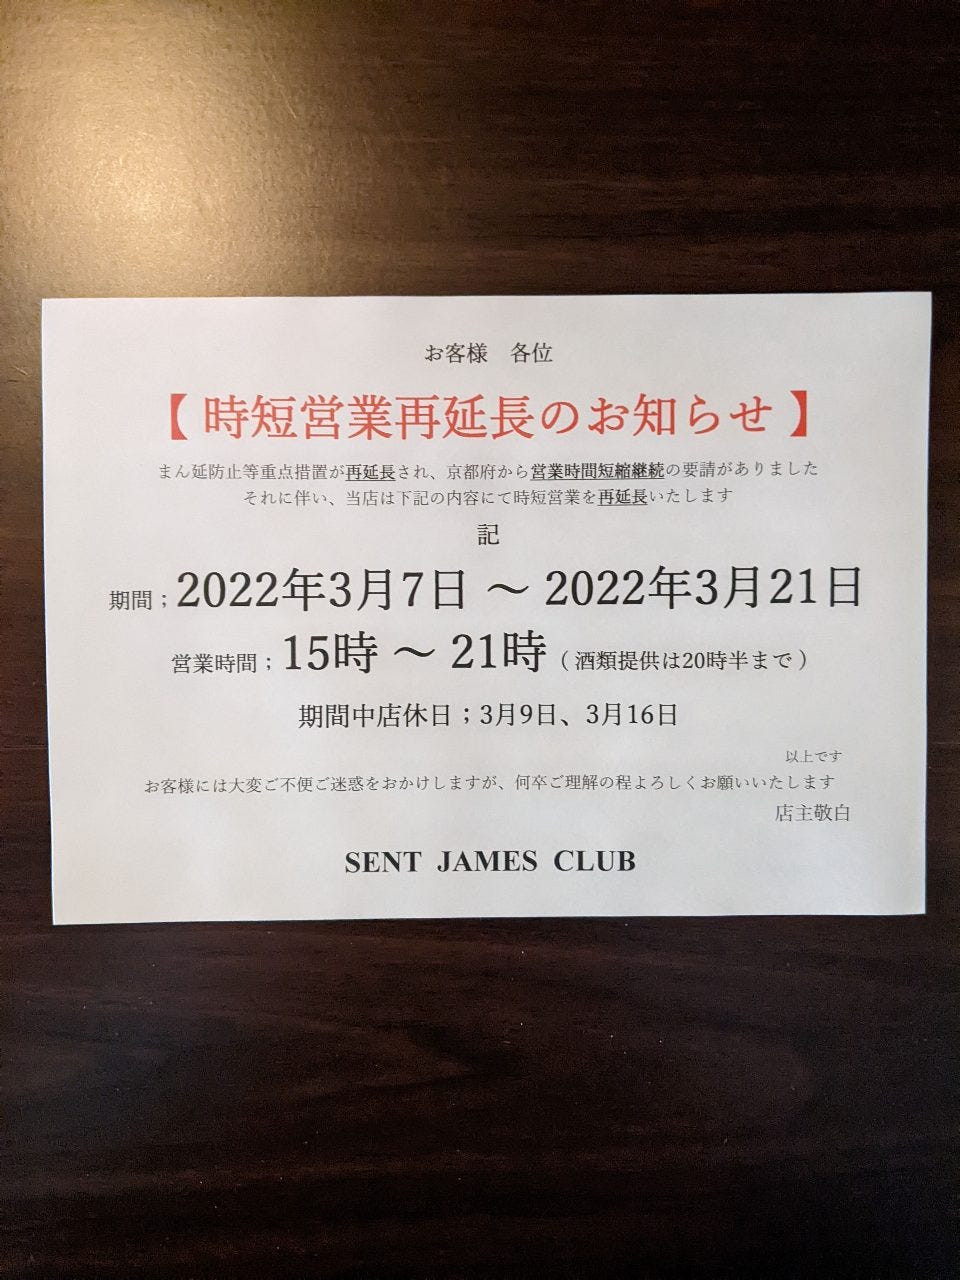 お客様　各位
【 時短営業再延長のお知らせ 】
まん延防止等重点措置が再延長され、京都府から営業時間短縮継続の要請がありました
それに伴い、当店は下記の内容にて時短営業を再延長いたします
記
期間；2022年3月7日 ～ 2022年3月21日
営業時間；15時 ～ 21時（酒類提供は20時半まで）
期間中店休日；3月9日、3月16日
以上です
お客様には大変ご不便ご迷惑をおかけしますが、何卒ご理解の程よろしくお願いいたします
店主敬白
SENT JAMES CLUB